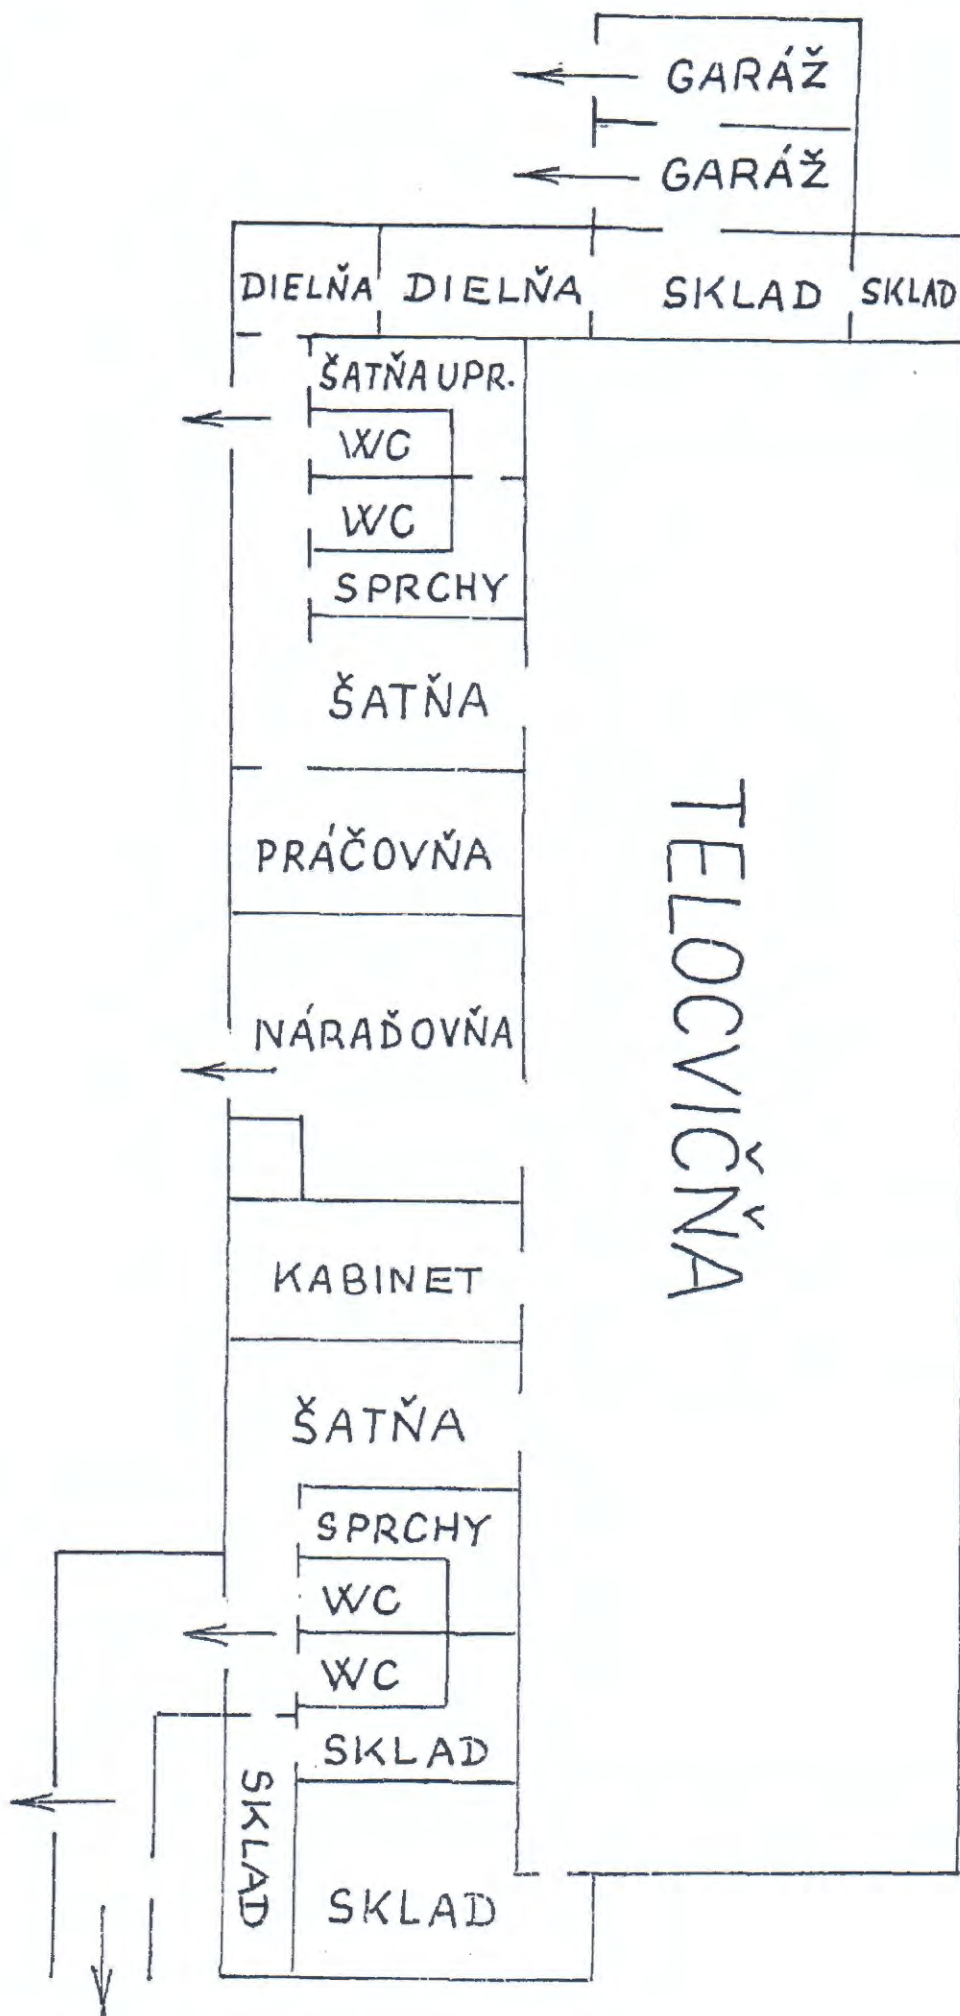 GARÁŽ
GARÁŽ
DIELŇA DIELŇA SKLAD SKLAD
ŠATŇA UPR.
WC
WC
SPRCHY
ŠATŇA
PRÁČOVŇA
NÁRAĎOVŇA
TELOCVIČŇA
KABINET
ŠATŇA
SPRCHY
WC
WC
SKLAD
SKLAD
SKLAD